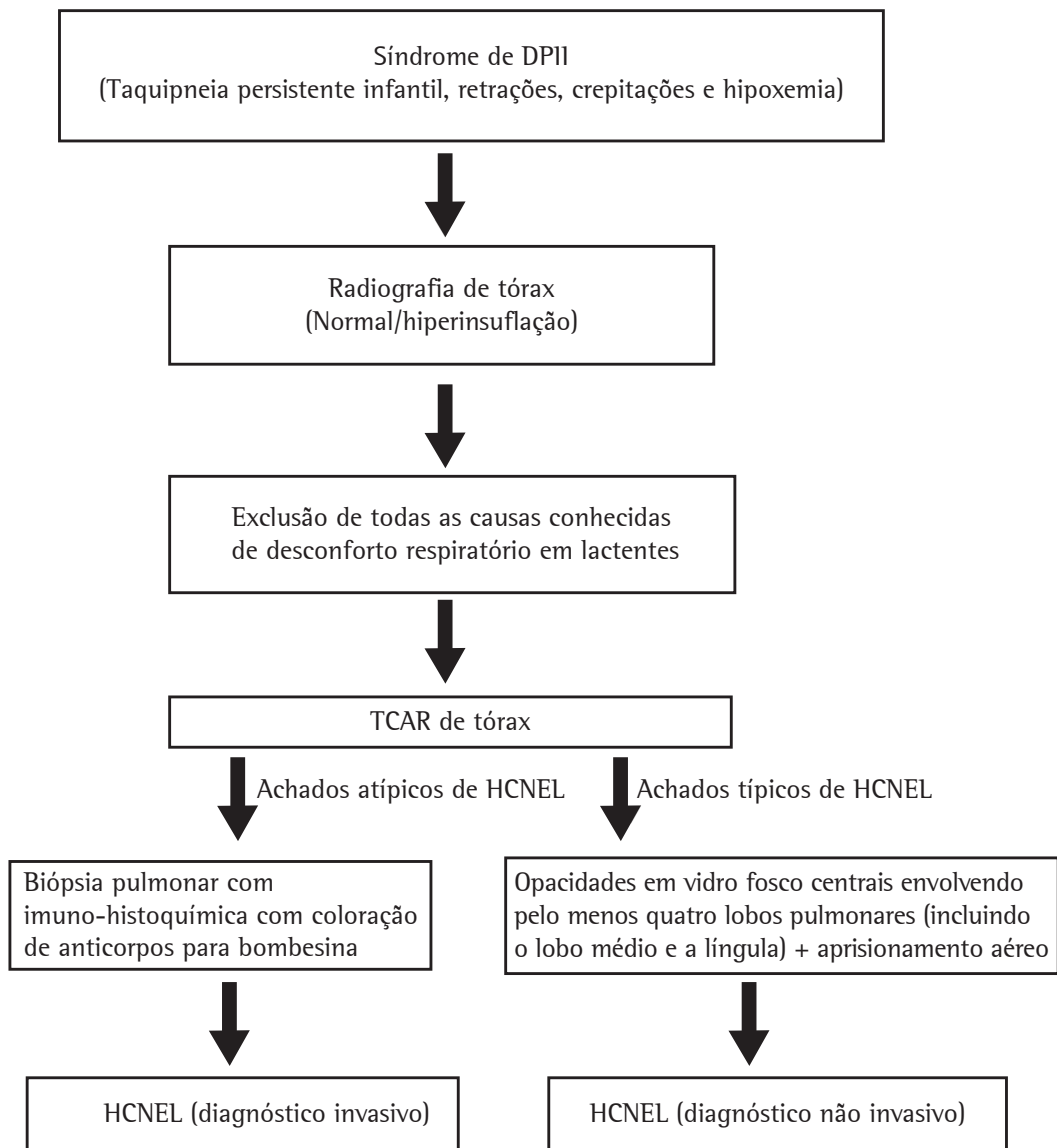 Síndrome de DPII
(Taquipneia persistente infantil, retrações, crepitações e hipoxemia)
Radiografia de tórax
(Normal/hiperinsuflação)
Exclusão de todas as causas conhecidas
de desconforto respiratório em lactentes
TCAR de tórax
Achados atípicos de HCNEL
Achados típicos de HCNEL
Biópsia pulmonar com
imuno-histoquímica com coloração
de anticorpos para bombesina
Opacidades em vidro fosco centrais envolvendo
pelo menos quatro lobos pulmonares (incluindo
o lobo médio e a língula) + aprisionamento aéreo
HCNEL (diagnóstico invasivo)
HCNEL (diagnóstico não invasivo)